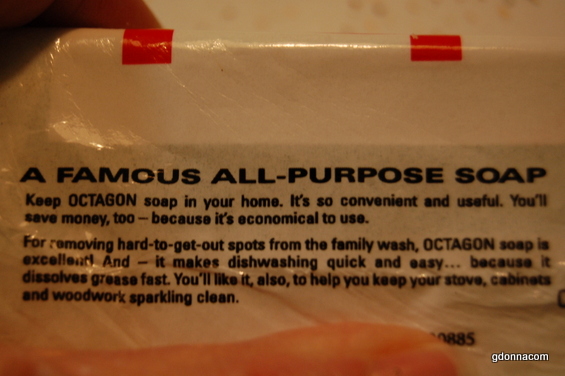 A FAMOUS ALL-PURPOSE SOAP
Keep OCTAGON soap in your home. It's so convenient and useful. You'll
save money, too — because it's economical to use.
For removing hard-to-get-out spots from the family wash, OCTAGON soap is
excellent! And — it makes dishwashing quick and easy... because it
dissolves grease fast. You'll like it, also, to help you keep your stove, cabinets
and woodwork sparkling clean.
0885
gdonnacom